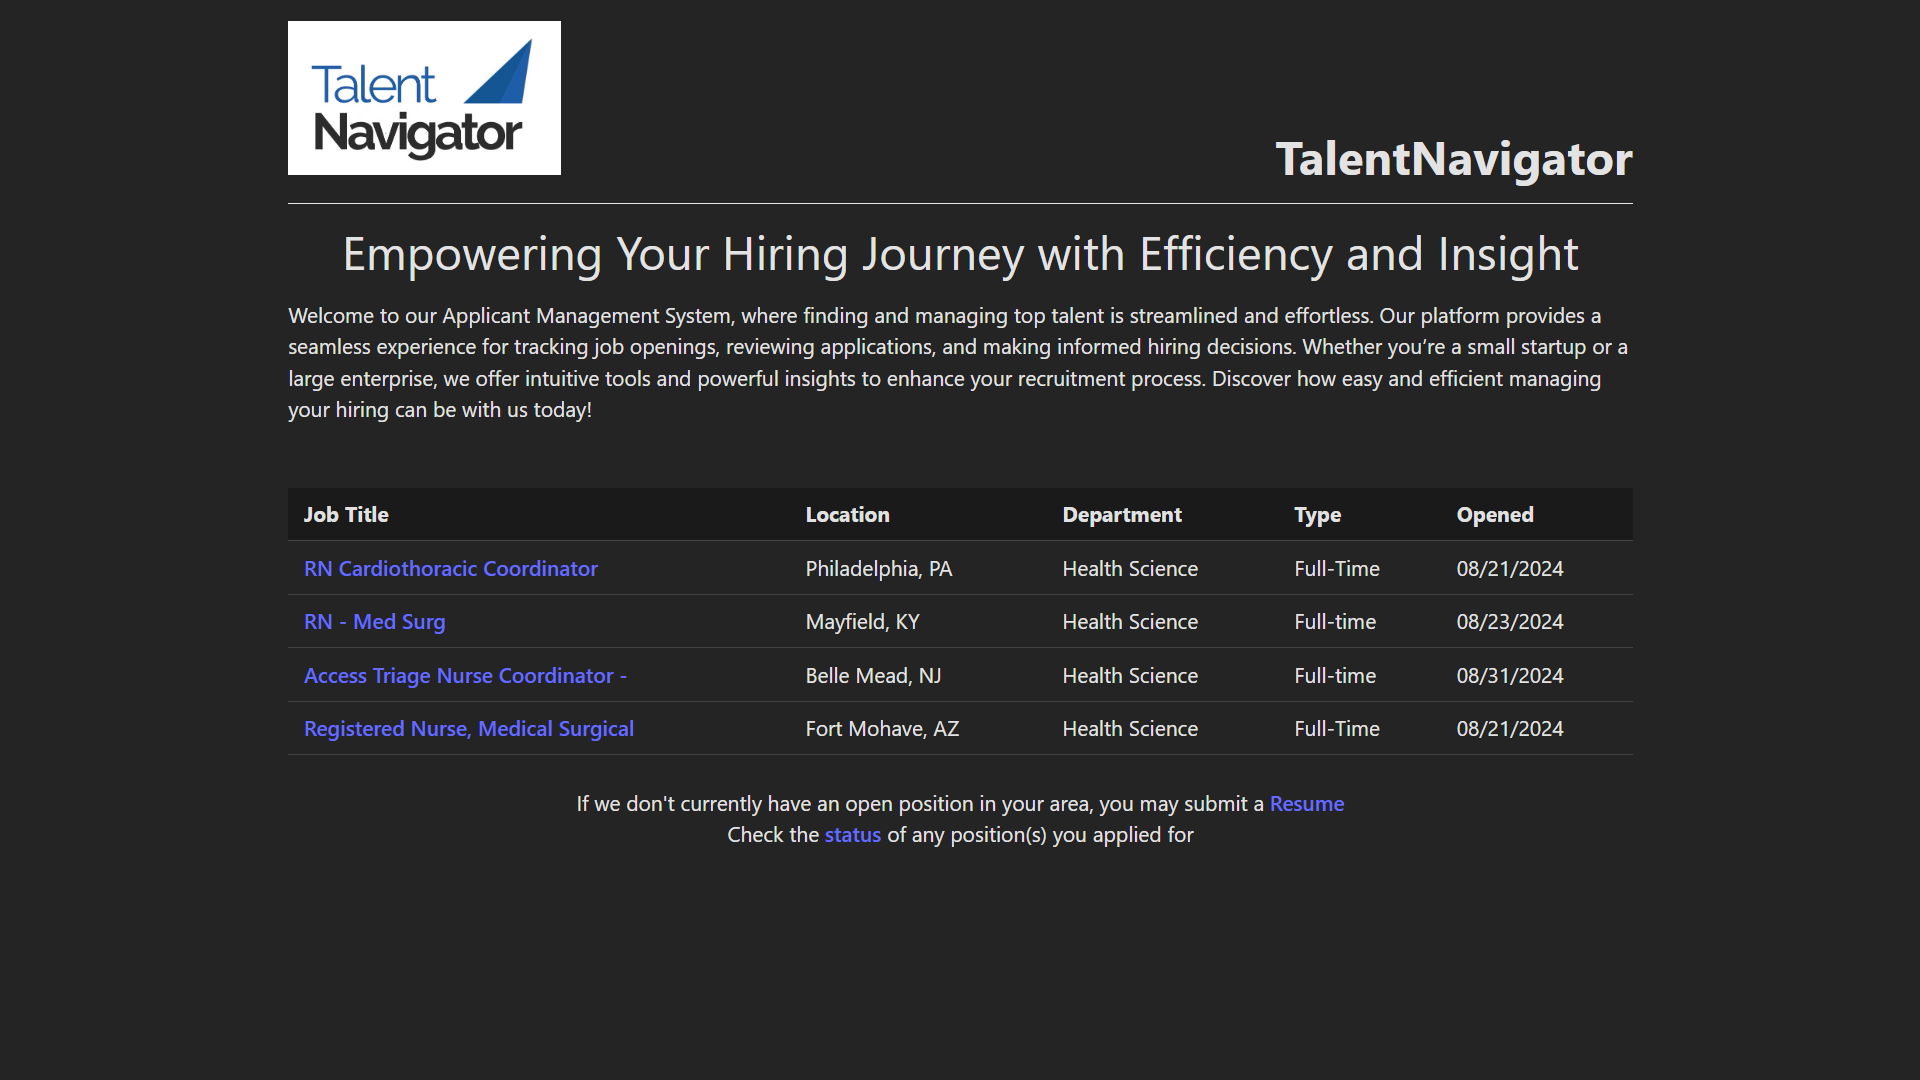 Talent
Navigator
TalentNavigator
Empowering Your Hiring Journey with Efficiency and Insight
Welcome to our Applicant Management System, where finding and managing top talent is streamlined and effortless. Our platform provides a
seamless experience for tracking job openings, reviewing applications, and making informed hiring decisions. Whether you’re a small startup or a
large enterprise, we offer intuitive tools and powerful insights to enhance your recruitment process. Discover how easy and efficient managing
your hiring can be with us today!
Job Title Location Department Type Opened
RN Cardiothoracic Coordinator Philadelphia, PA Health Science Full-Time 08/21/2024
RN - Med Surg Mayfield, KY Health Science Full-time 08/23/2024
Access Triage Nurse Coordinator - Belle Mead, NJ Health Science Full-time 08/31/2024
Registered Nurse, Medical Surgical Fort Mohave, AZ Health Science Full-Time 08/21/2024
If we don't currently have an open position in your area, you may submit a Resume
Check the status of any position(s) you applied for